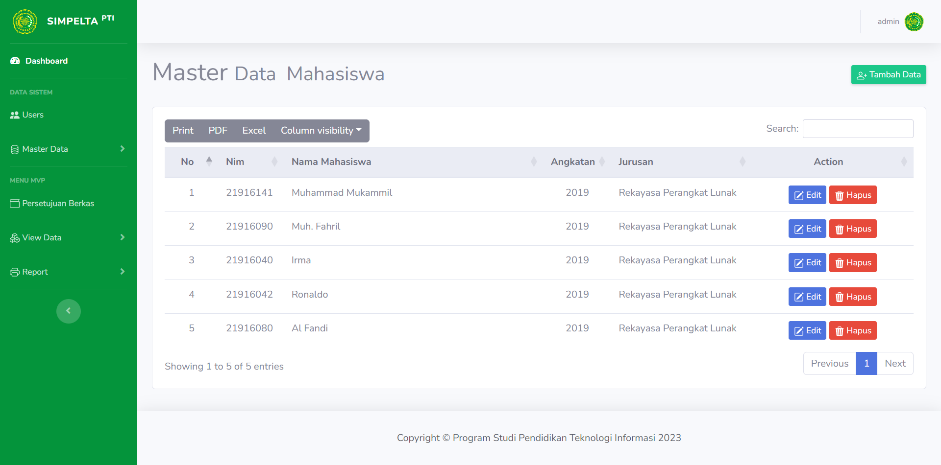 SIMPELTA PTI
admin
Dashboard
Master Data Mahasiswa
Tambah Data
DATA SISTEM
Users
Master Data
MENU MVP
Persetujuan Berkas
View Data
Report
Print PDF Excel Column visibility
Search:
No Nim Nama Mahasiswa Angkatan Jurusan Action
1 21916141 Muhammad Mukammil 2019 Rekayasa Perangkat Lunak Edit Hapus
2 21916090 Muh. Fahril 2019 Rekayasa Perangkat Lunak Edit Hapus
3 21916040 Irma 2019 Rekayasa Perangkat Lunak Edit Hapus
4 21916042 Ronaldo 2019 Rekayasa Perangkat Lunak Edit Hapus
5 21916080 Al Fandi 2019 Rekayasa Perangkat Lunak Edit Hapus
Showing 1 to 5 of 5 entries
Previous 1 Next
Copyright © Program Studi Pendidikan Teknologi Informasi 2023